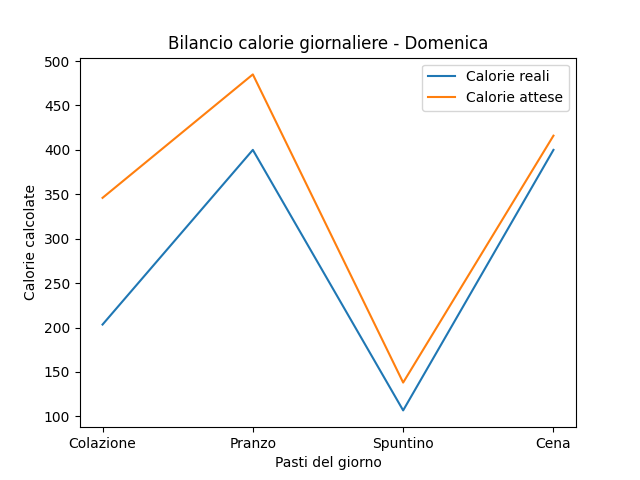 Bilancio calorie giornaliere - Domenica
Calorie reali
Calorie attese
Calorie calcolate
500
450
400
350
300
250
200
150
100
Colazione Pranzo Spuntino Cena
Pasti del giorno